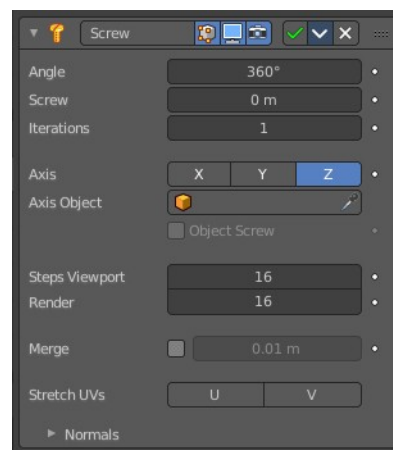 Screw
Angle 360°
Screw 0 m
Iterations 1
Axis X Y Z
Axis Object
Object Screw
Steps Viewport 16
Render 16
Merge 0.01 m
Stretch UVs U V
Normals